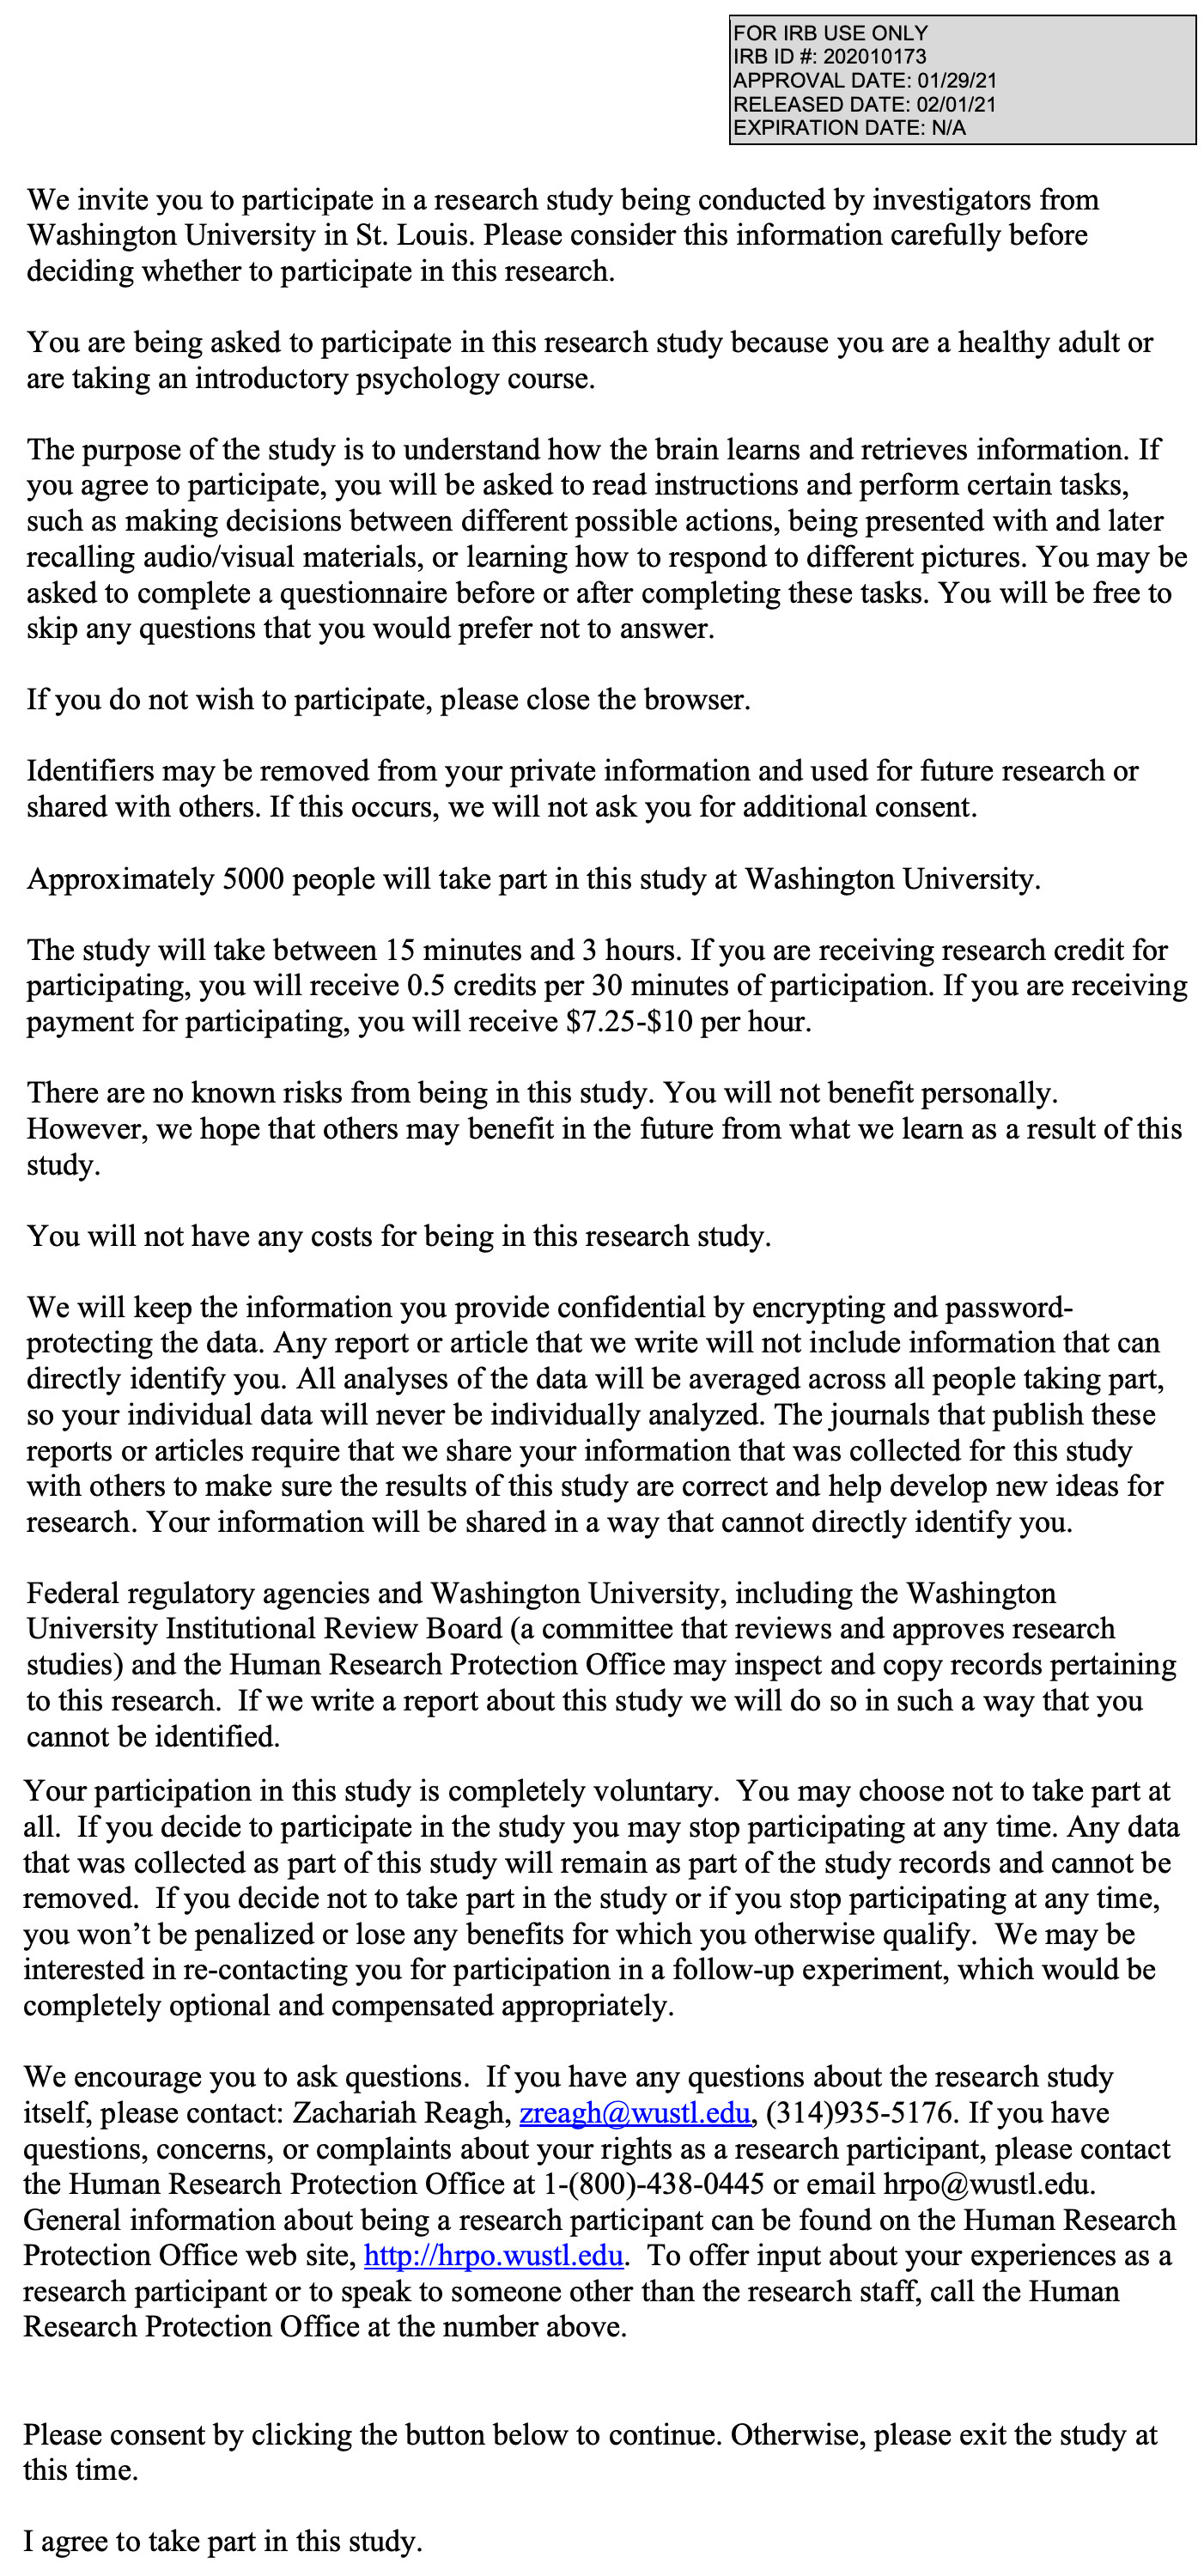 FOR IRB USE ONLY
IRB ID #: 202010173
APPROVAL DATE: 01/29/21
RELEASED DATE: 02/01/21
EXPIRATION DATE: N/A
We invite you to participate in a research study being conducted by investigators from
Washington University in St. Louis. Please consider this information carefully before
deciding whether to participate in this research.
You are being asked to participate in this research study because you are a healthy adult or
are taking an introductory psychology course.
The purpose of the study is to understand how the brain learns and retrieves information. If
you agree to participate, you will be asked to read instructions and perform certain tasks,
such as making decisions between different possible actions, being presented with and later
recalling audio/visual materials, or learning how to respond to different pictures. You may be
asked to complete a questionnaire before or after completing these tasks. You will be free to
skip any questions that you would prefer not to answer.
If you do not wish to participate, please close the browser.
Identifiers may be removed from your private information and used for future research or
shared with others. If this occurs, we will not ask you for additional consent.
Approximately 5000 people will take part in this study at Washington University.
The study will take between 15 minutes and 3 hours. If you are receiving research credit for
participating, you will receive 0.5 credits per 30 minutes of participation. If you are receiving
payment for participating, you will receive $7.25-$10 per hour.
There are no known risks from being in this study. You will not benefit personally.
However, we hope that others may benefit in the future from what we learn as a result of this
study.
You will not have any costs for being in this research study.
We will keep the information you provide confidential by encrypting and password-
protecting the data. Any report or article that we write will not include information that can
directly identify you. All analyses of the data will be averaged across all people taking part,
so your individual data will never be individually analyzed. The journals that publish these
reports or articles require that we share your information that was collected for this study
with others to make sure the results of this study are correct and help develop new ideas for
research. Your information will be shared in a way that cannot directly identify you.
Federal regulatory agencies and Washington University, including the Washington
University Institutional Review Board (a committee that reviews and approves research
studies) and the Human Research Protection Office may inspect and copy records pertaining
to this research.  If we write a report about this study we will do so in such a way that you
cannot be identified.
Your participation in this study is completely voluntary.  You may choose not to take part at
all.  If you decide to participate in the study you may stop participating at any time. Any data
that was collected as part of this study will remain as part of the study records and cannot be
removed.  If you decide not to take part in the study or if you stop participating at any time,
you won’t be penalized or lose any benefits for which you otherwise qualify.  We may be
interested in re-contacting you for participation in a follow-up experiment, which would be
completely optional and compensated appropriately.
We encourage you to ask questions.  If you have any questions about the research study
itself, please contact: Zachariah Reagh, zreagh@wustl.edu, (314)935-5176. If you have
questions, concerns, or complaints about your rights as a research participant, please contact
the Human Research Protection Office at 1-(800)-438-0445 or email hrpo@wustl.edu.
General information about being a research participant can be found on the Human Research
Protection Office web site, http://hrpo.wustl.edu.  To offer input about your experiences as a
research participant or to speak to someone other than the research staff, call the Human
Research Protection Office at the number above.
Please consent by clicking the button below to continue. Otherwise, please exit the study at
this time.
I agree to take part in this study.